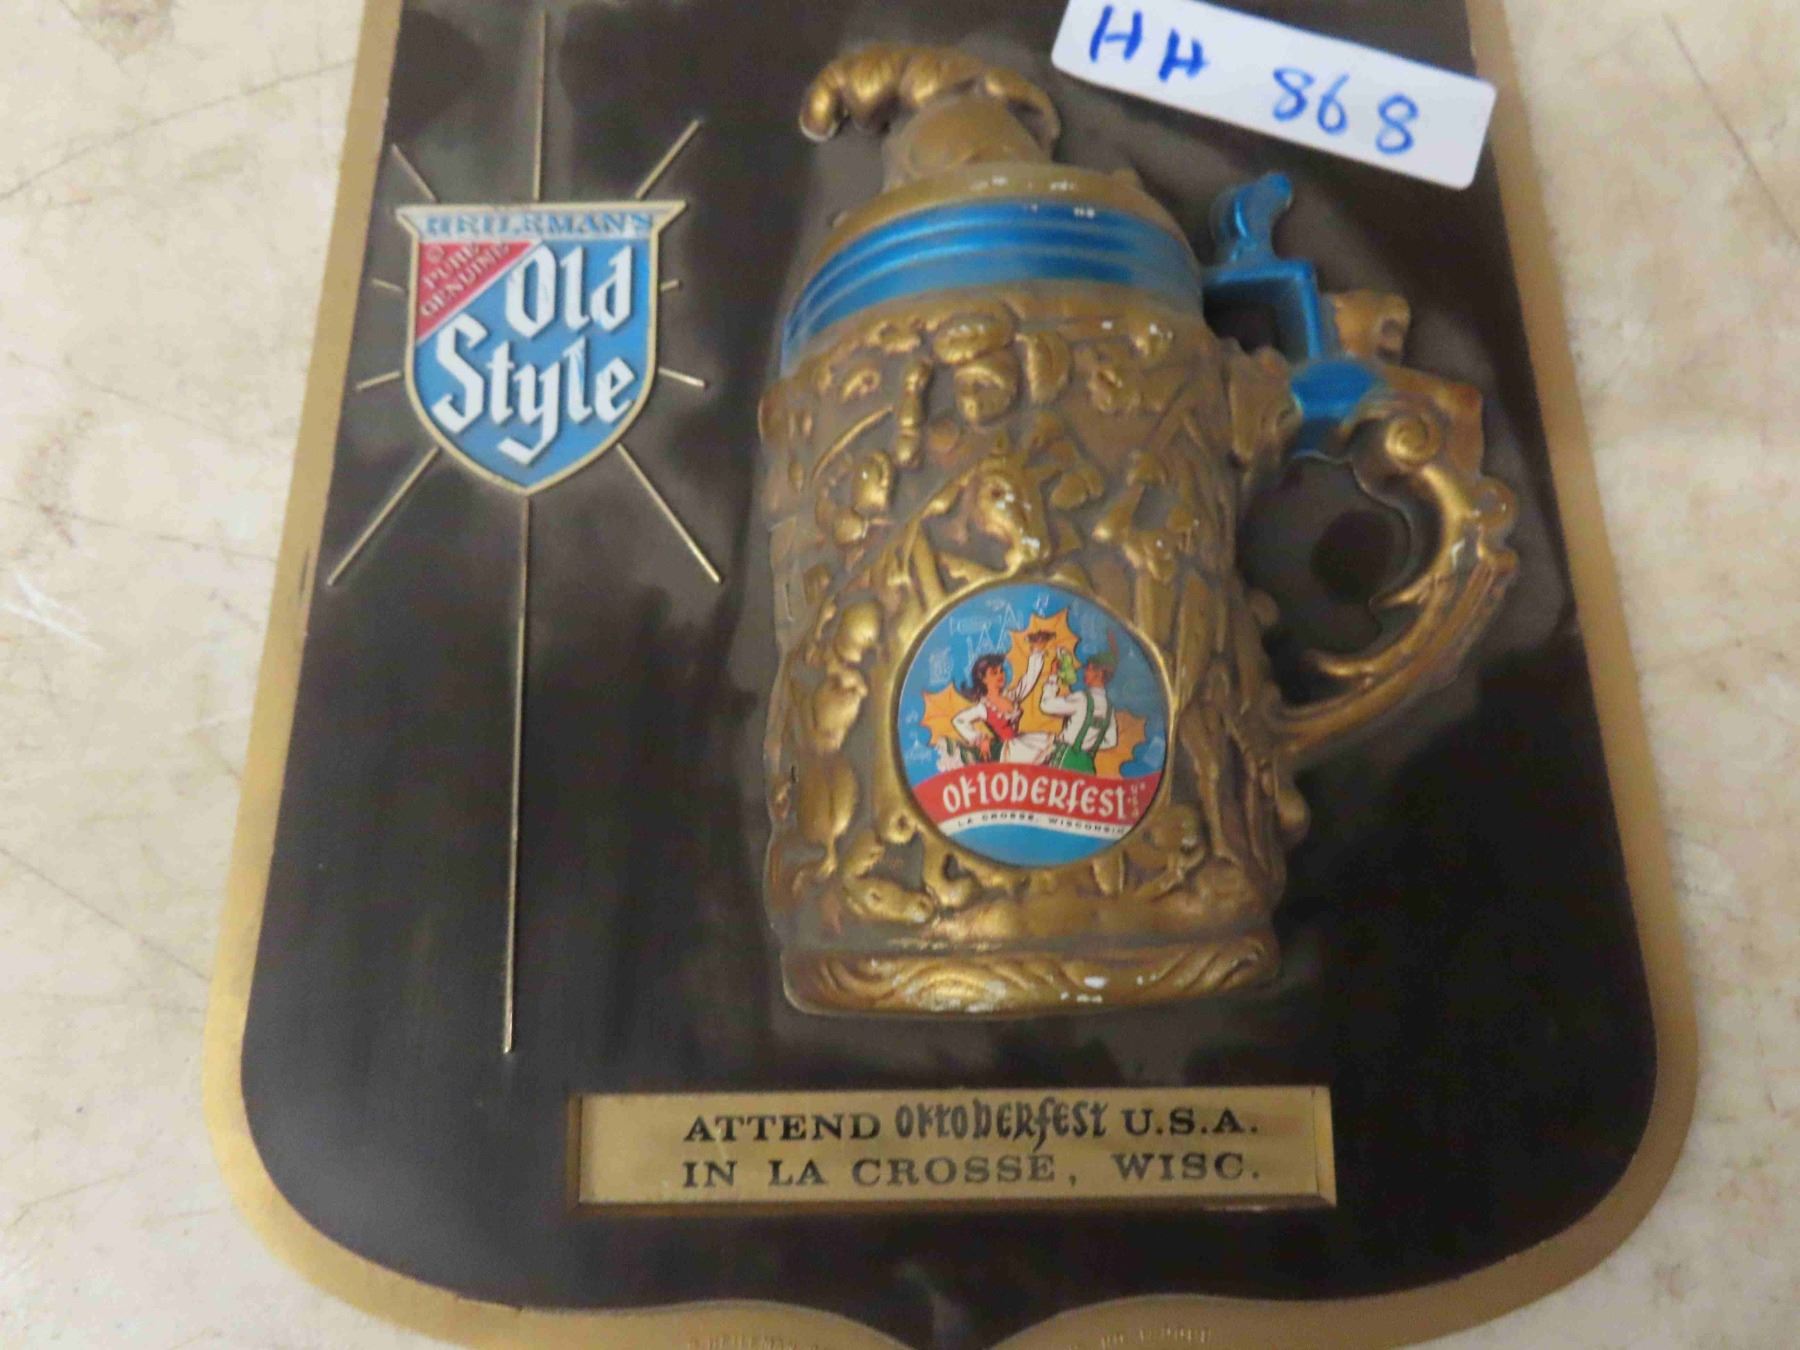 HH 868
HEILEMAN'S
PURE
GENUINE
Old
Style
OKTOBERFEST U.S.A.
LA CROSSE, WISCONSIN
ATTEND OKTOBERFEST U.S.A.
IN LA CROSSE, WISC.